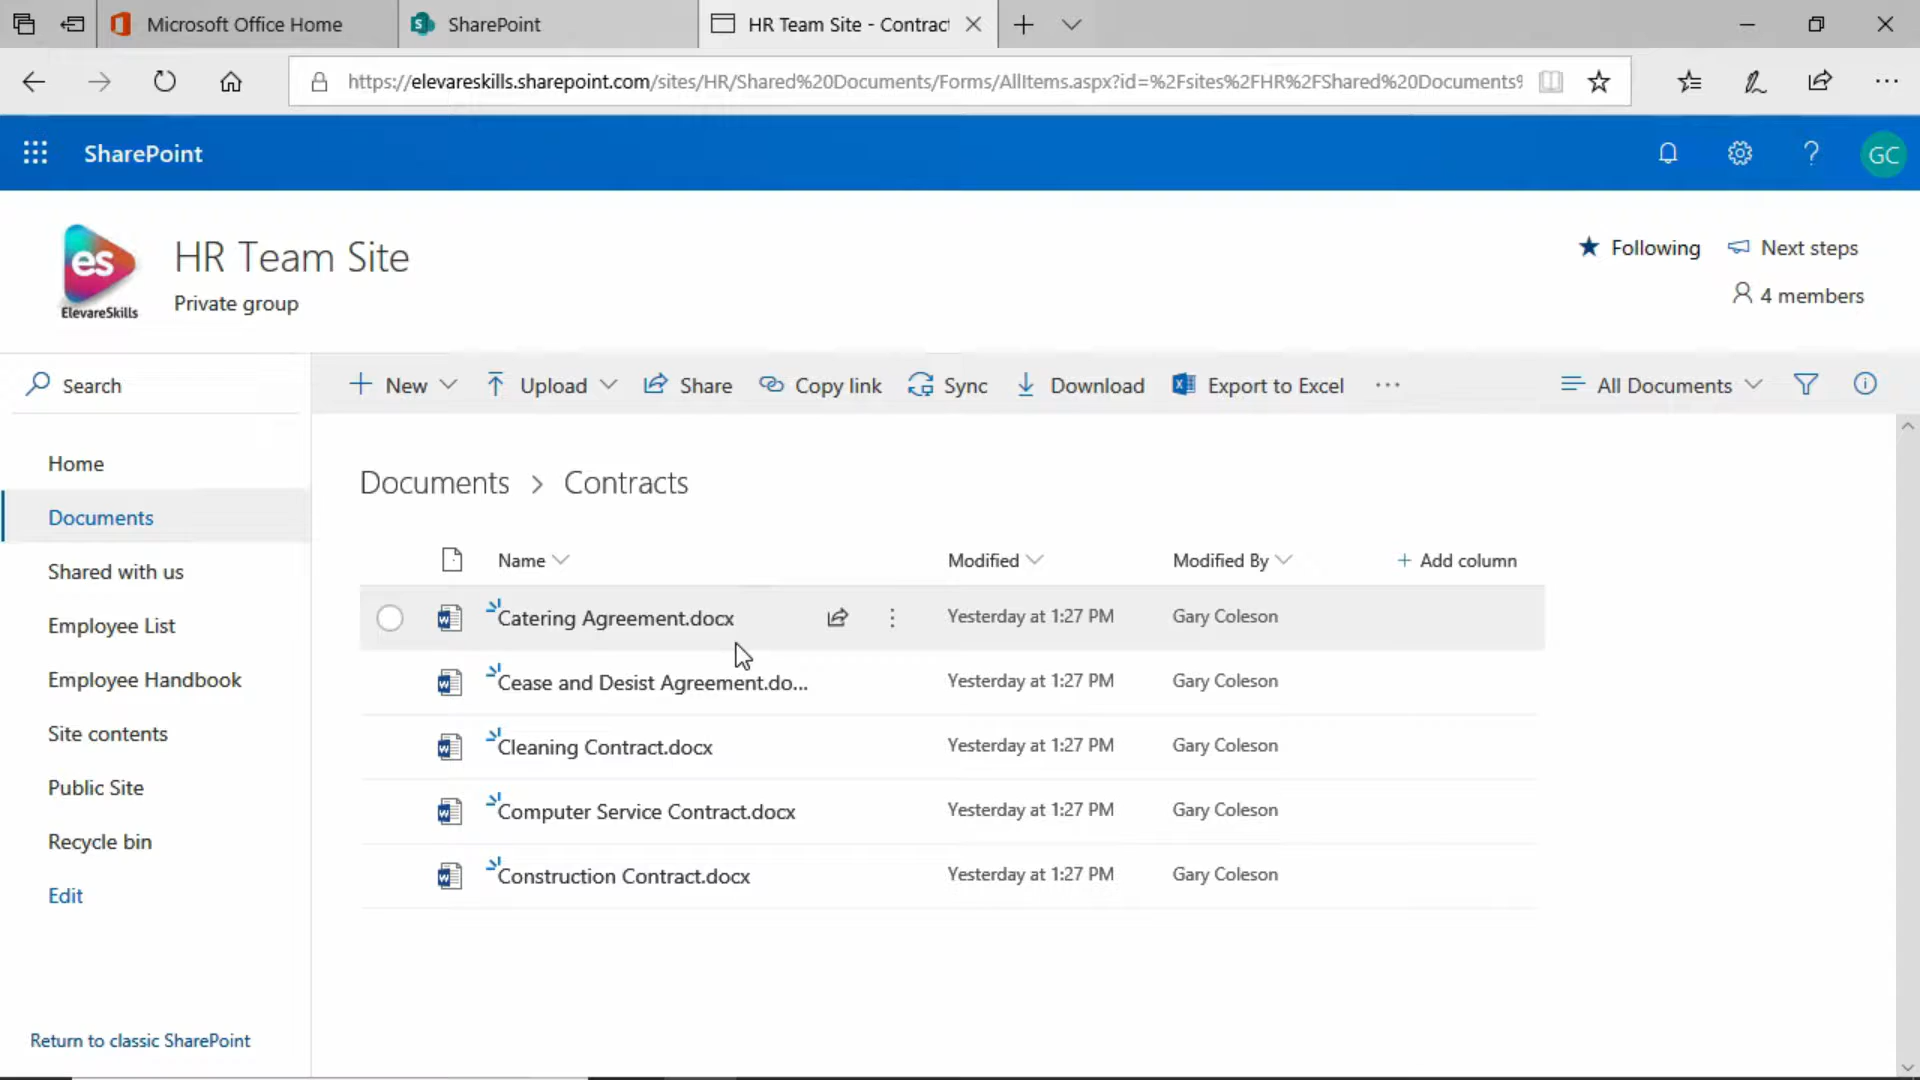 Microsoft Office Home
SharePoint
HR Team Site - Contrac
https://elevareskills.sharepoint.com/sites/HR/Shared%20Documents/Forms/AllItems.aspx?id=%2Fsites%2FHR%2FShared%20Documents%
SharePoint
?
GC
es
ElevareSkills
HR Team Site
Private group
Following
Next steps
4 members
Search
New
Upload
Share
Copy link
Sync
Download
Export to Excel
All Documents
Home
Documents
Shared with us
Employee List
Employee Handbook
Site contents
Public Site
Recycle bin
Edit
Return to classic SharePoint
Documents > Contracts
Name
Modified
Modified By
+ Add column
Catering Agreement.docx
Yesterday at 1:27 PM
Gary Coleson
Cease and Desist Agreement.do...
Yesterday at 1:27 PM
Gary Coleson
Cleaning Contract.docx
Yesterday at 1:27 PM
Gary Coleson
Computer Service Contract.docx
Yesterday at 1:27 PM
Gary Coleson
Construction Contract.docx
Yesterday at 1:27 PM
Gary Coleson